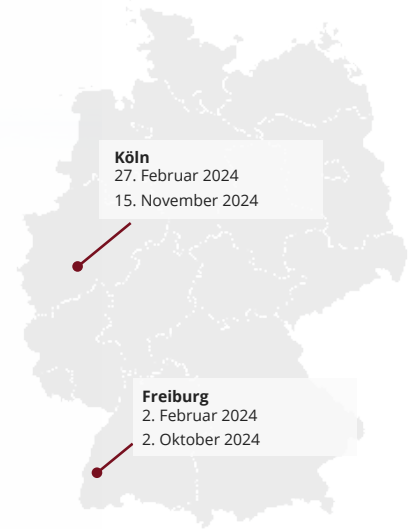 Köln
27. Februar 2024
15. November 2024
Freiburg
2. Februar 2024
2. Oktober 2024